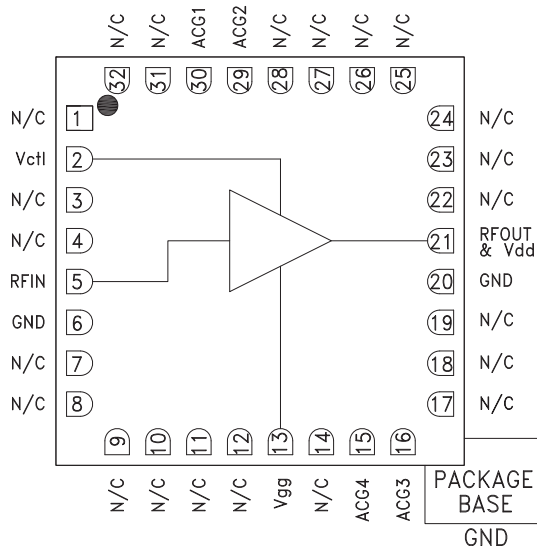 N/C N/C ACG1 ACG2 N/C N/C N/C N/C
32 31 30 29 28 27 26 25
N/C 1 24 N/C
Vctl 2 23 N/C
N/C 3 22 N/C
N/C 4 21 RFOUT
& Vdd
RFIN 5 20 GND
GND 6 19 N/C
N/C 7 18 N/C
N/C 8 17 N/C
9 10 11 12 13 14 15 16
N/C N/C N/C N/C Vgg N/C ACG4 ACG3
PACKAGE
BASE
GND